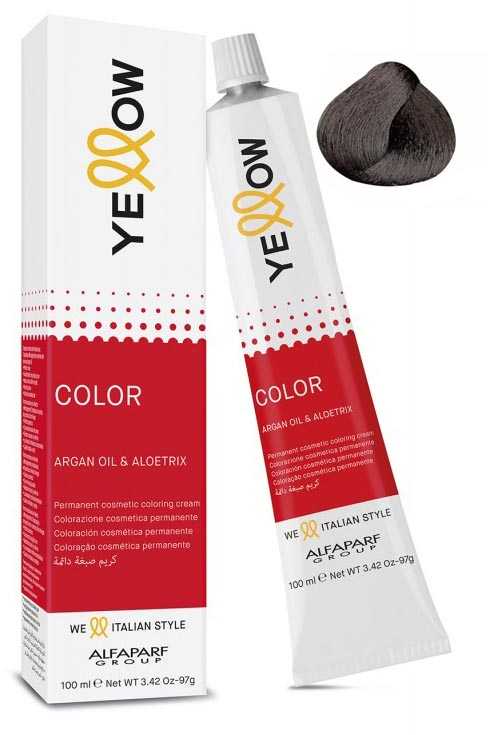 YELLOW
COLOR
ARGAN OIL & ALOETRIX
Permanent cosmetic coloring cream
Colorazione cosmetica permanente
Coloración cosmética permanente
Coloração cosmética permanente
كريم صبغة دائمة
WE ll ITALIAN STYLE
ALFAPARF
GROUP
100 ml ℮ Net WT 3.42 Oz-97g
YELLOW
COLOR
ARGAN OIL & ALOETRIX
Permanent cosmetic coloring cream
Colorazione cosmetica permanente
Coloración cosmética permanente
Coloração cosmética permanente
كريم صبغة دائمة
WE ll ITALIAN STYLE
ALFAPARF
GROUP
100 ml ℮ Net WT 3.42 Oz-97g